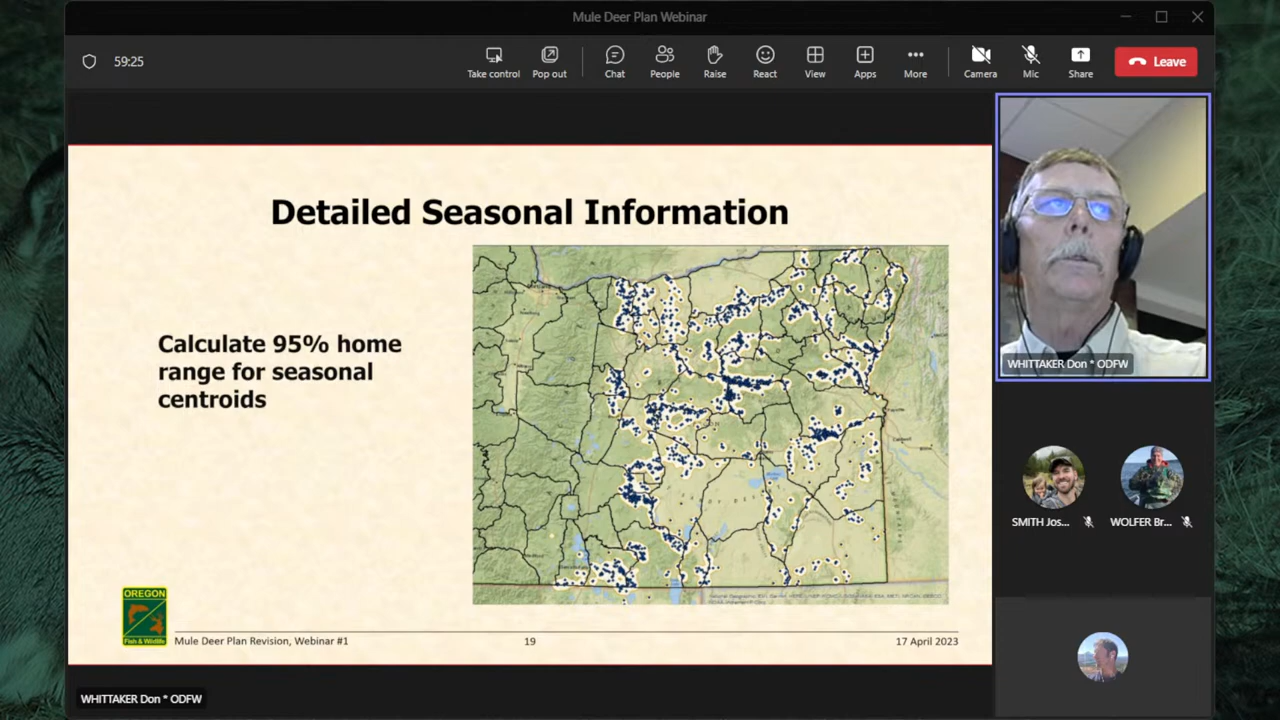 Mule Deer Plan Webinar
59:25
Take control
Pop out
Chat
People
Raise
React
View
Apps
More
Camera
Mic
Share
Leave
Detailed Seasonal Information
Calculate 95% home
range for seasonal
centroids
OREGON
Fish & Wildlife
Mule Deer Plan Revision, Webinar #1
19
17 April 2023
WHITTAKER Don * ODFW
WHITTAKER Don * ODFW
SMITH Jos...
WOLFER Br...